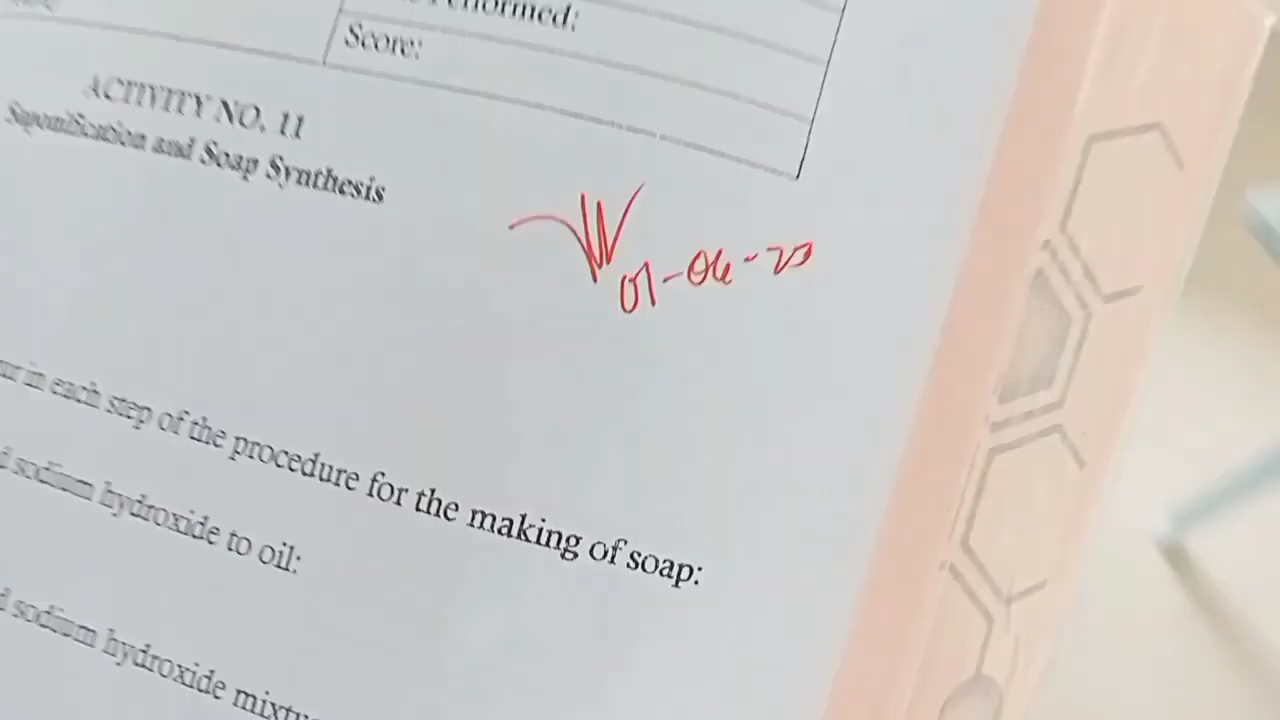 Performed:
Score:
ACTIVITY NO. 11
Saponification and Soap Synthesis
01-06-23
in each step of the procedure for the making of soap:
sodium hydroxide to oil:
sodium hydroxide